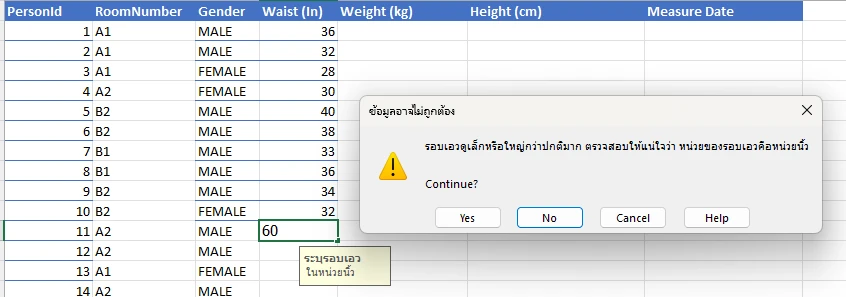 PersonId RoomNumber Gender Waist (In) Weight (kg) Height (cm) Measure Date
1 A1 MALE 36
2 A1 MALE 32
3 A1 FEMALE 28
4 A2 FEMALE 30
5 B2 MALE 40
6 B2 MALE 38
7 B1 MALE 33
8 B1 MALE 36
9 B2 MALE 34
10 B2 FEMALE 32
11 A2 MALE 60
12 A2 MALE
13 A1 FEMALE
14 A2 MALE
ระบุรอบเอว
ในหน่วยนิ้ว
ข้อมูลอาจไม่ถูกต้อง
รอบเอวดูเล็กหรือใหญ่กว่าปกติมาก ตรวจสอบให้แน่ใจว่า หน่วยของรอบเอวคือหน่วยนิ้ว
Continue?
Yes No Cancel Help